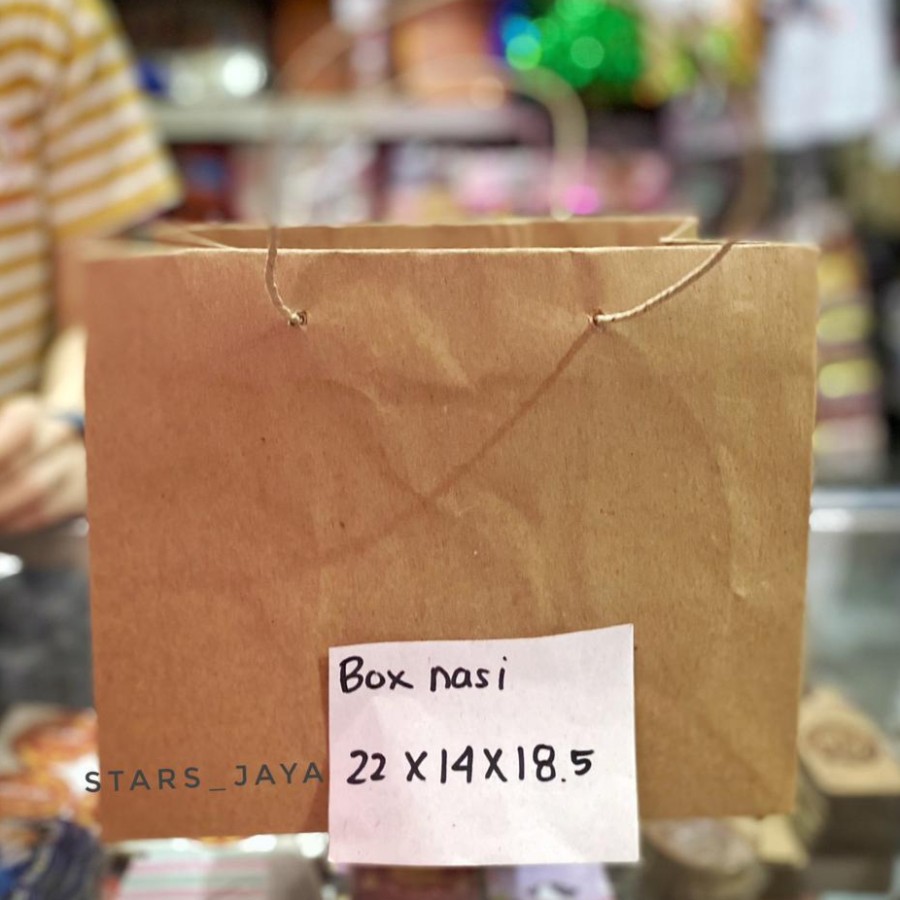 Box nasi
22 X 14 X 18.5
STARS_JAYA